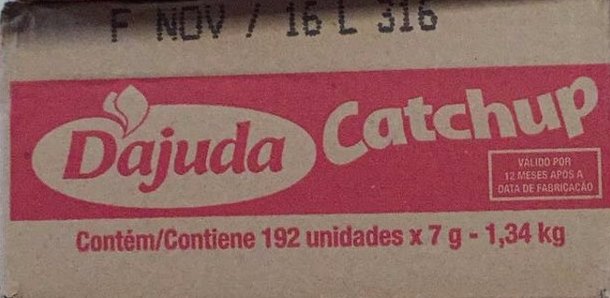 F NOV / 16 L 316
Dajuda Catchup
VÁLIDO POR
12 MESES APÓS A
DATA DE FABRICAÇÃO
Contém/Contiene 192 unidades x 7 g - 1,34 kg